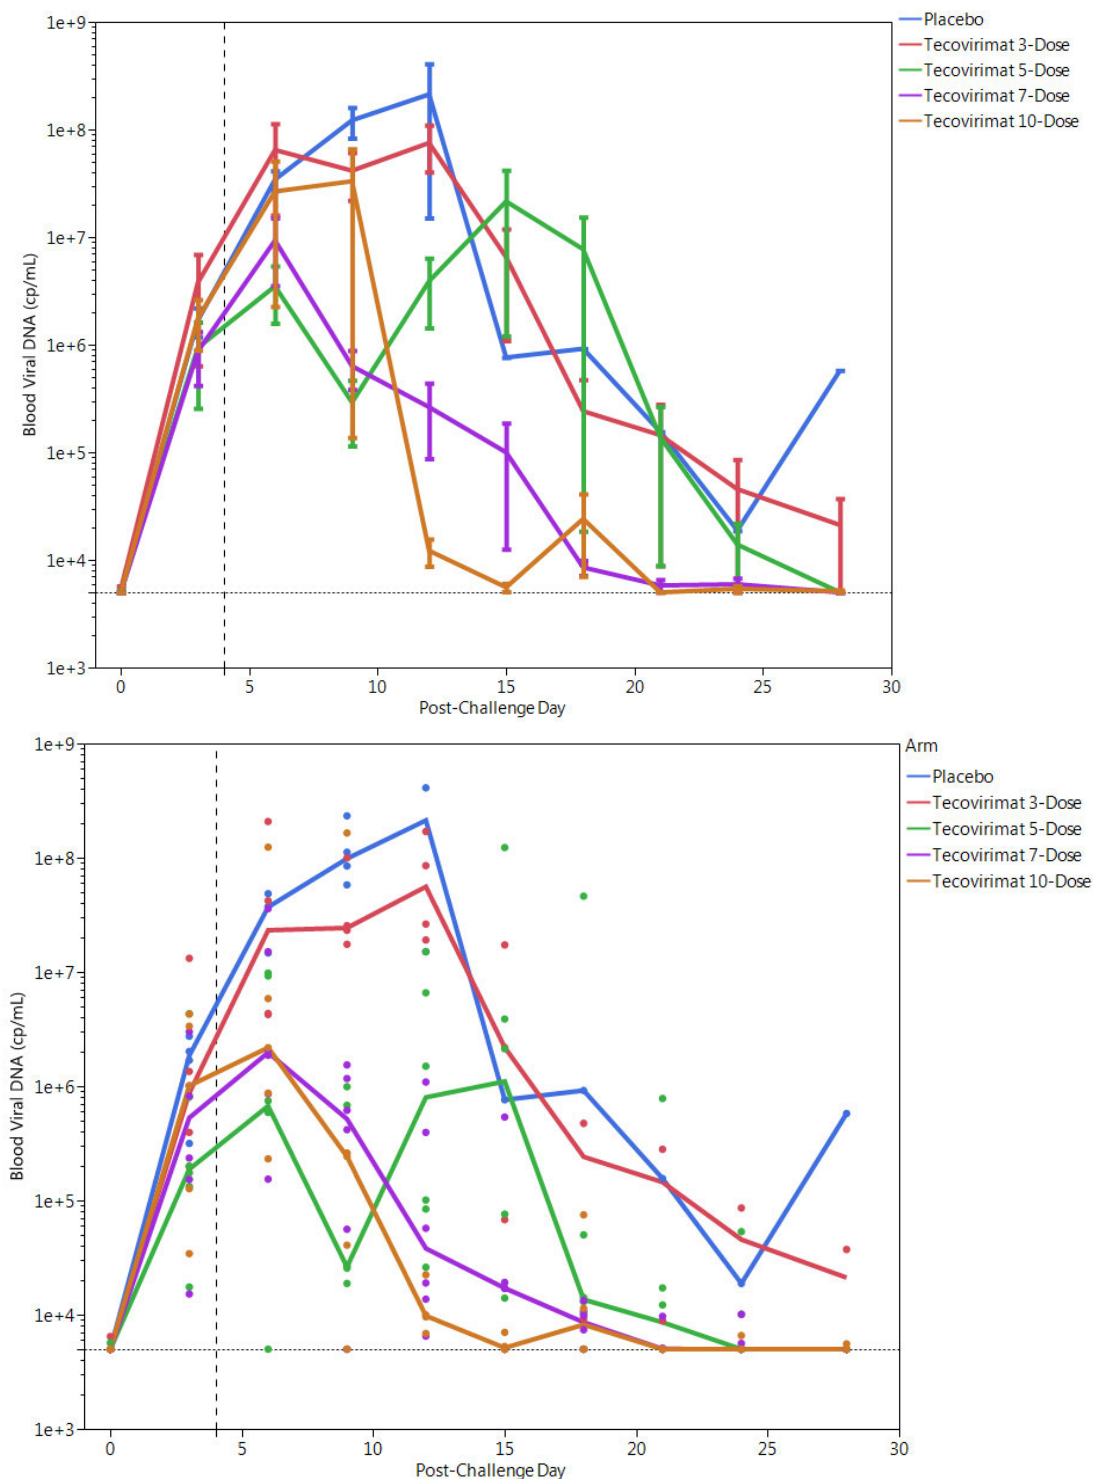 1e+9
1e+8
1e+7
1e+6
1e+5
1e+4
1e+3
Blood Viral DNA (cp/mL)
0 5 10 15 20 25 30
Post-Challenge Day
Placebo
Tecovirimat 3-Dose
Tecovirimat 5-Dose
Tecovirimat 7-Dose
Tecovirimat 10-Dose
1e+9
1e+8
1e+7
1e+6
1e+5
1e+4
1e+3
Blood Viral DNA (cp/mL)
0 5 10 15 20 25 30
Post-Challenge Day
Arm
Placebo
Tecovirimat 3-Dose
Tecovirimat 5-Dose
Tecovirimat 7-Dose
Tecovirimat 10-Dose